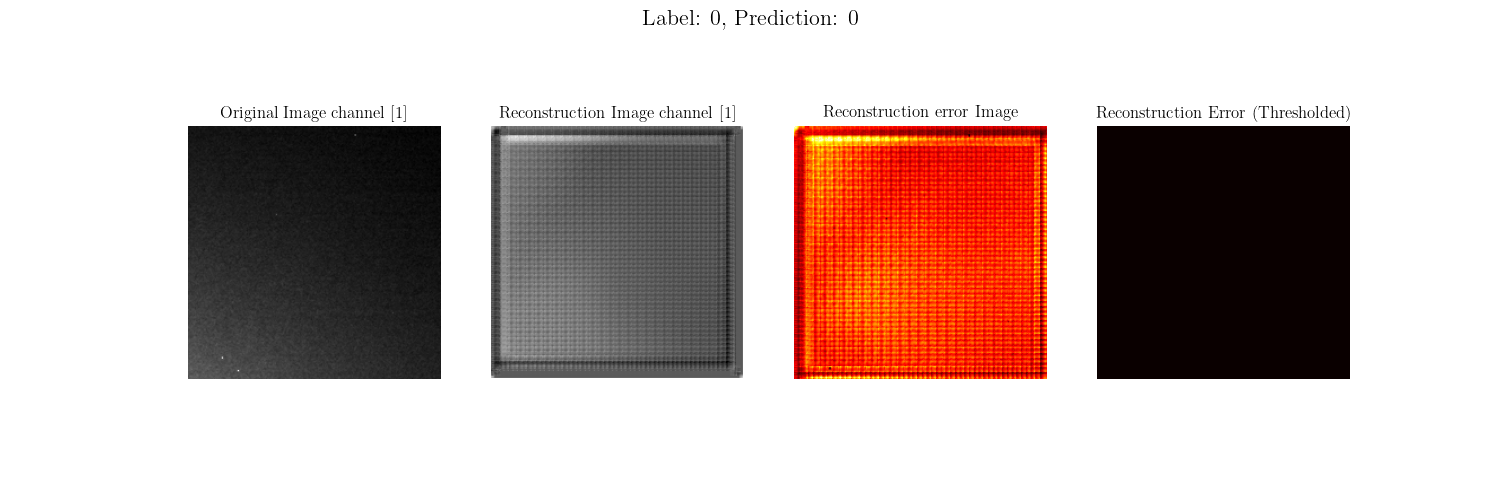 Label: 0, Prediction: 0
Original Image channel [1]
Reconstruction Image channel [1]
Reconstruction error Image
Reconstruction Error (Thresholded)